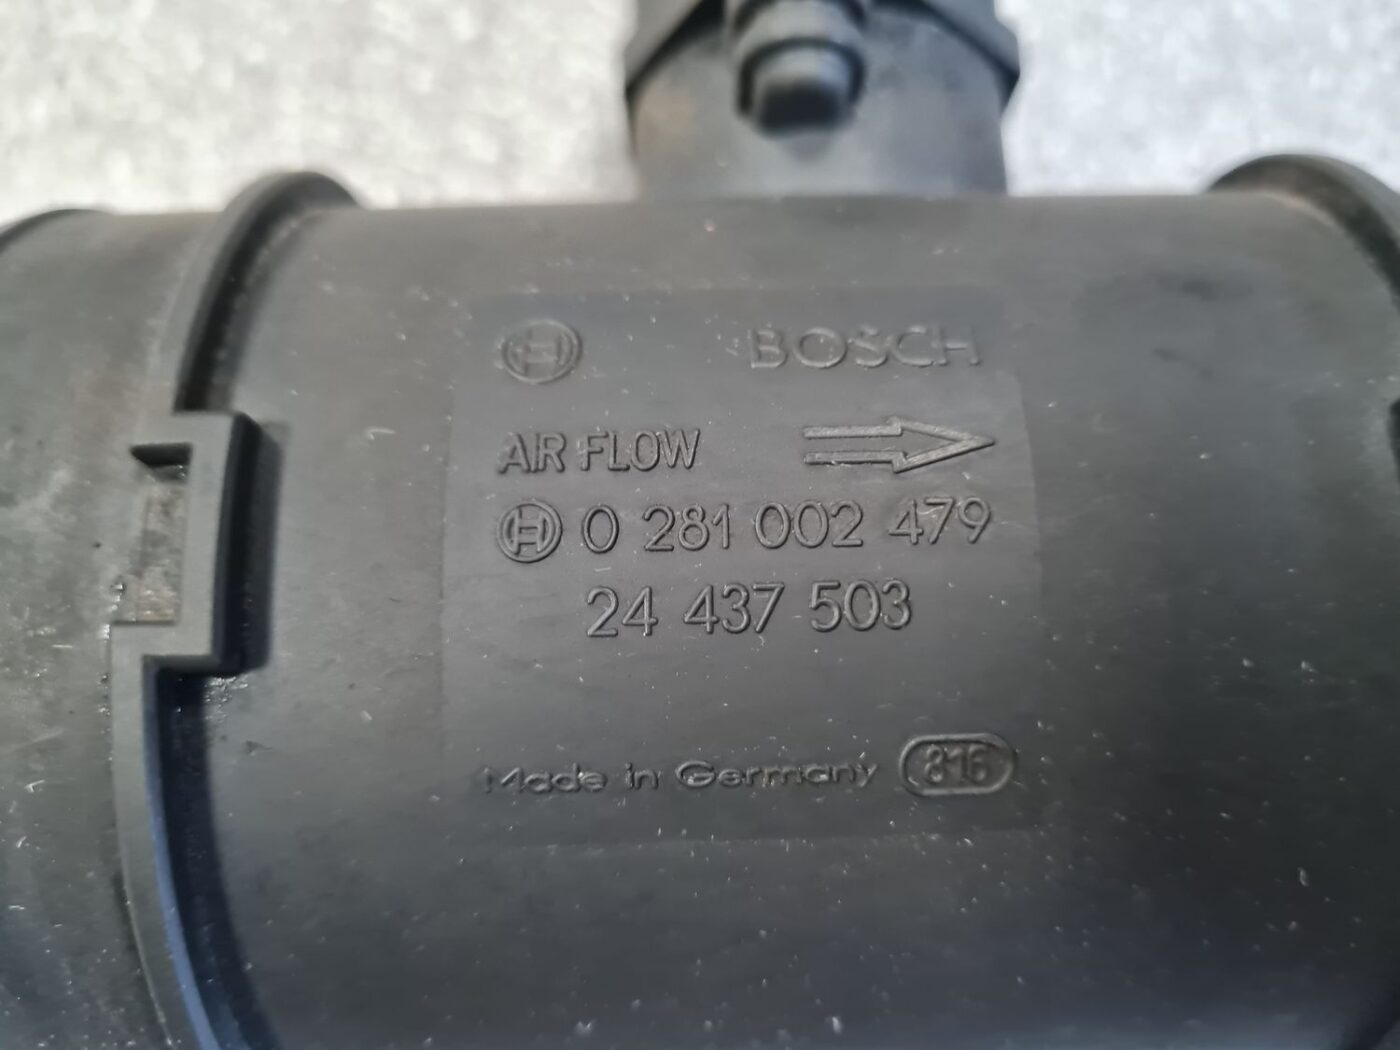 BOSCH
AIR FLOW
0 281 002 479
24 437 503
Made in Germany 816